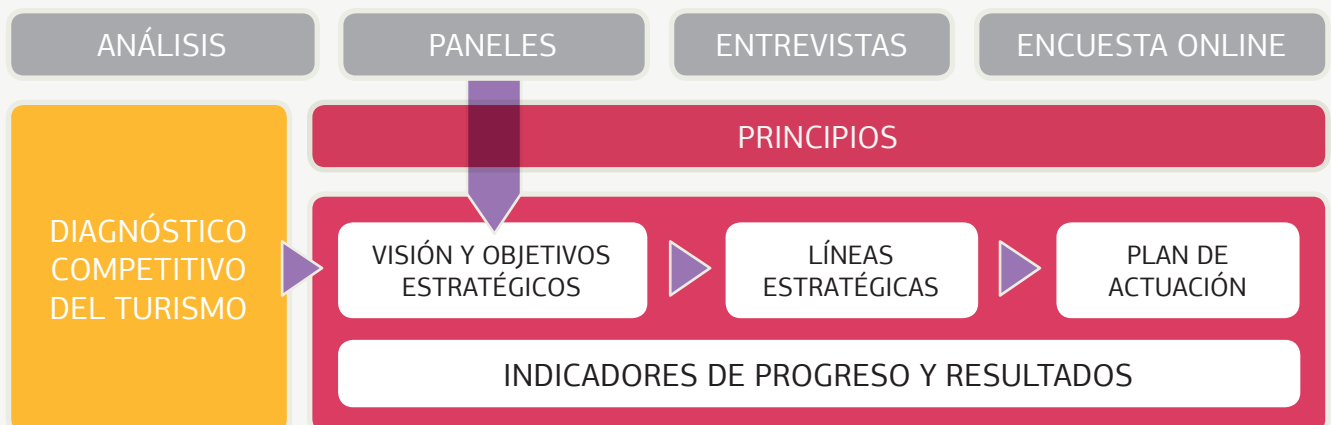 ANÁLISIS
PANELES
ENTREVISTAS
ENCUESTA ONLINE
DIAGNÓSTICO
COMPETITIVO
DEL TURISMO
PRINCIPIOS
VISIÓN Y OBJETIVOS
ESTRATÉGICOS
LÍNEAS
ESTRATÉGICAS
PLAN DE
ACTUACIÓN
INDICADORES DE PROGRESO Y RESULTADOS